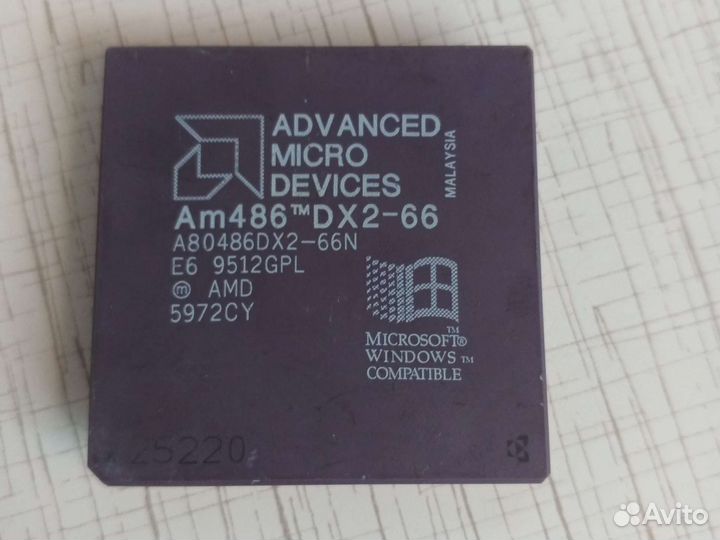 ADVANCED
MICRO
DEVICES
MALAYSIA
Am486™DX2-66
A80486DX2-66N
E6 9512GPL
ⓜ AMD
5972CY
MICROSOFT®
WINDOWS™
COMPATIBLE
25220
Avito